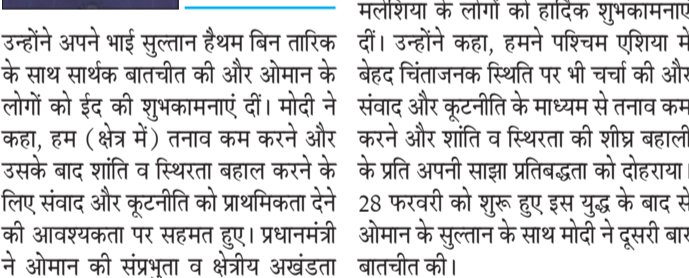 उन्होंने अपने भाई सुल्तान हैथम बिन तारिक
के साथ सार्थक बातचीत की और ओमान के
लोगों को ईद की शुभकामनाएं दीं। मोदी ने
कहा, हम (क्षेत्र में) तनाव कम करने और
उसके बाद शांति व स्थिरता बहाल करने के
लिए संवाद और कूटनीति को प्राथमिकता देने
की आवश्यकता पर सहमत हुए। प्रधानमंत्री
ने ओमान की संप्रभुता व क्षेत्रीय अखंडता
मलेशिया के लोगों को हार्दिक शुभकामनाएं
दीं। उन्होंने कहा, हमने पश्चिम एशिया में
बेहद चिंताजनक स्थिति पर भी चर्चा की और
संवाद और कूटनीति के माध्यम से तनाव कम
करने और शांति व स्थिरता की शीघ्र बहाली
के प्रति अपनी साझा प्रतिबद्धता को दोहराया।
28 फरवरी को शुरू हुए इस युद्ध के बाद से
ओमान के सुल्तान के साथ मोदी ने दूसरी बार
बातचीत की।